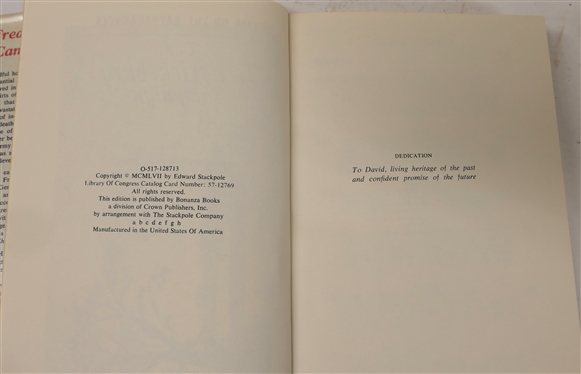 O-517-128713
Copyright © MCMLVII by Edward Stackpole
Library Of Congress Catalog Card Number: 57-12769
All rights reserved.
This edition is published by Bonanza Books
a division of Crown Publishers, Inc.
by arrangement with The Stackpole Company
a b c d e f g h
Manufactured in the United States Of America
DEDICATION
To David, living heritage of the past
and confident promise of the future